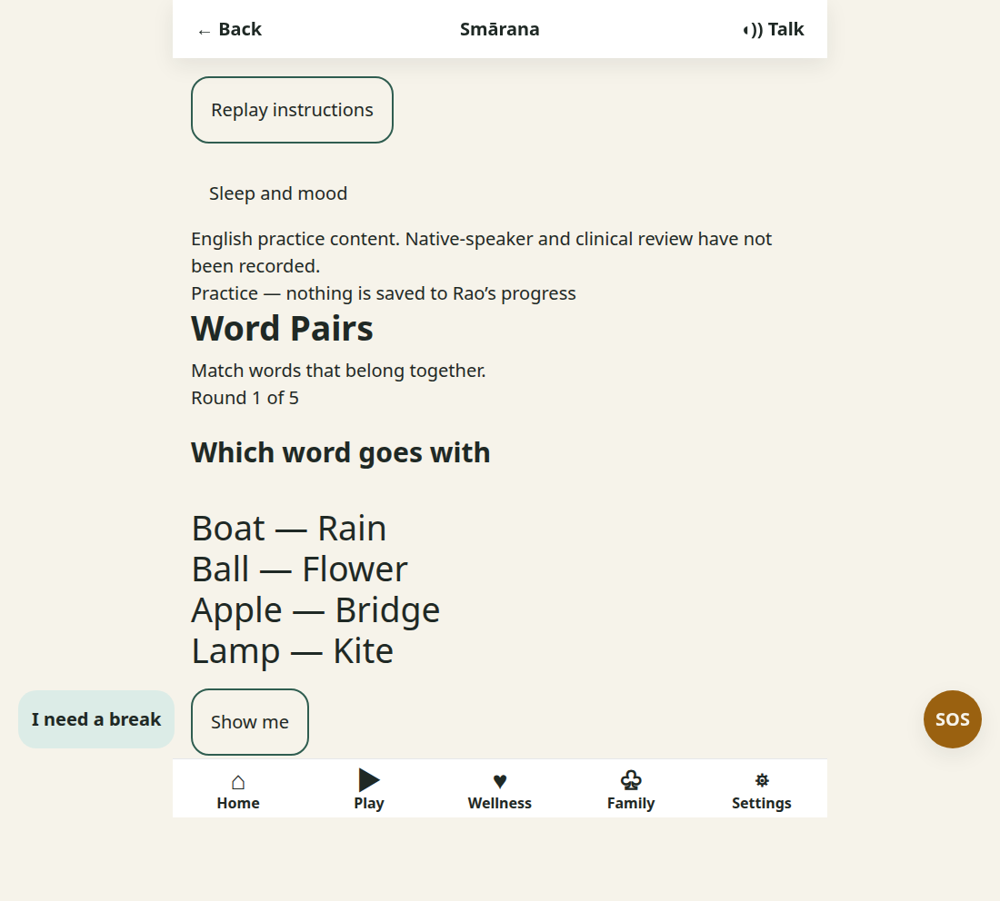 ← Back
Smārana
Talk
Replay instructions
Sleep and mood
English practice content. Native-speaker and clinical review have not
been recorded.
Practice — nothing is saved to Rao’s progress
Word Pairs
Match words that belong together.
Round 1 of 5
Which word goes with
Boat — Rain
Ball — Flower
Apple — Bridge
Lamp — Kite
I need a break
Show me
SOS
Home
Play
Wellness
Family
Settings